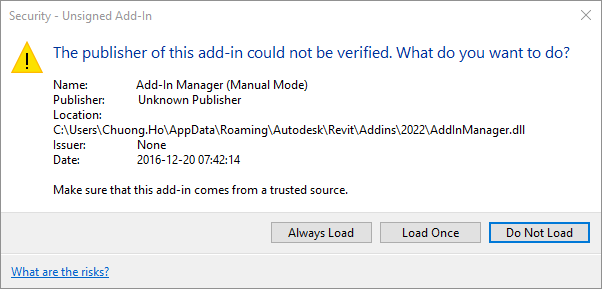 Security - Unsigned Add-In
The publisher of this add-in could not be verified. What do you want to do?
Name: Add-In Manager (Manual Mode)
Publisher: Unknown Publisher
Location:
C:\Users\Chuong.Ho\AppData\Roaming\Autodesk\Revit\Addins\2022\AddInManager.dll
Issuer: None
Date: 2016-12-20 07:42:14
Make sure that this add-in comes from a trusted source.
Always Load Load Once Do Not Load
What are the risks?